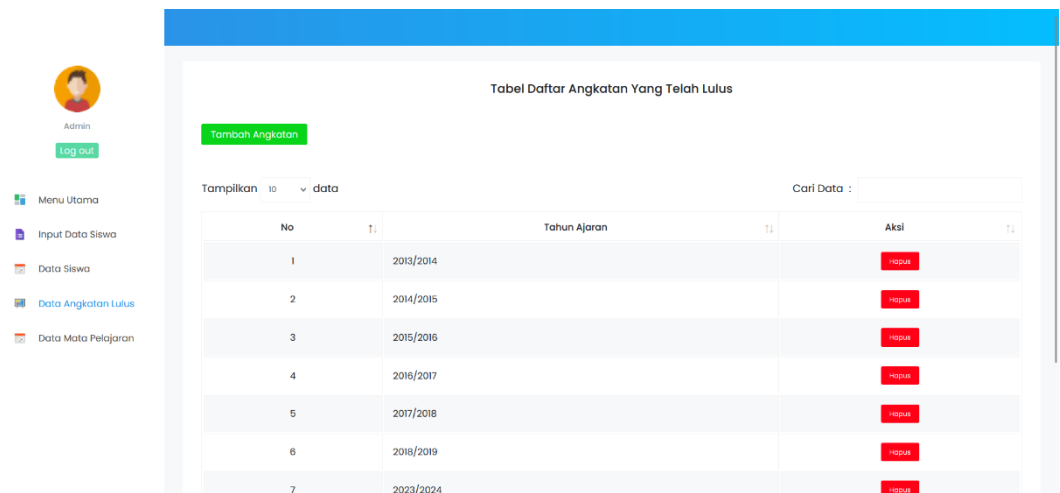 Admin
Log out
Menu Utama
Input Data Siswa
Data Siswa
Data Angkatan Lulus
Data Mata Pelajaran
Tabel Daftar Angkatan Yang Telah Lulus
Tambah Angkatan
Tampilkan 10 data
Cari Data :
No Tahun Ajaran Aksi
1 2013/2014 Hapus
2 2014/2015 Hapus
3 2015/2016 Hapus
4 2016/2017 Hapus
5 2017/2018 Hapus
6 2018/2019 Hapus
7 2023/2024 Hapus